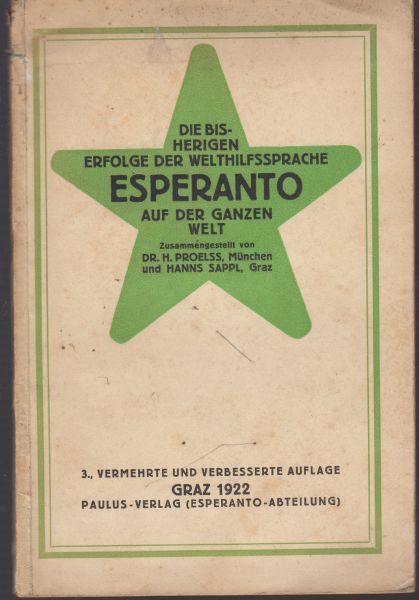 DIE BIS-
HERIGEN
ERFOLGE DER WELTHILFSSPRACHE
ESPERANTO
AUF DER GANZEN
WELT
Zusammengestellt von
DR. H. PROELSS, München
und HANNS SAPPL, Graz
3., VERMEHRTE UND VERBESSERTE AUFLAGE
GRAZ 1922
PAULUS-VERLAG (ESPERANTO-ABTEILUNG)